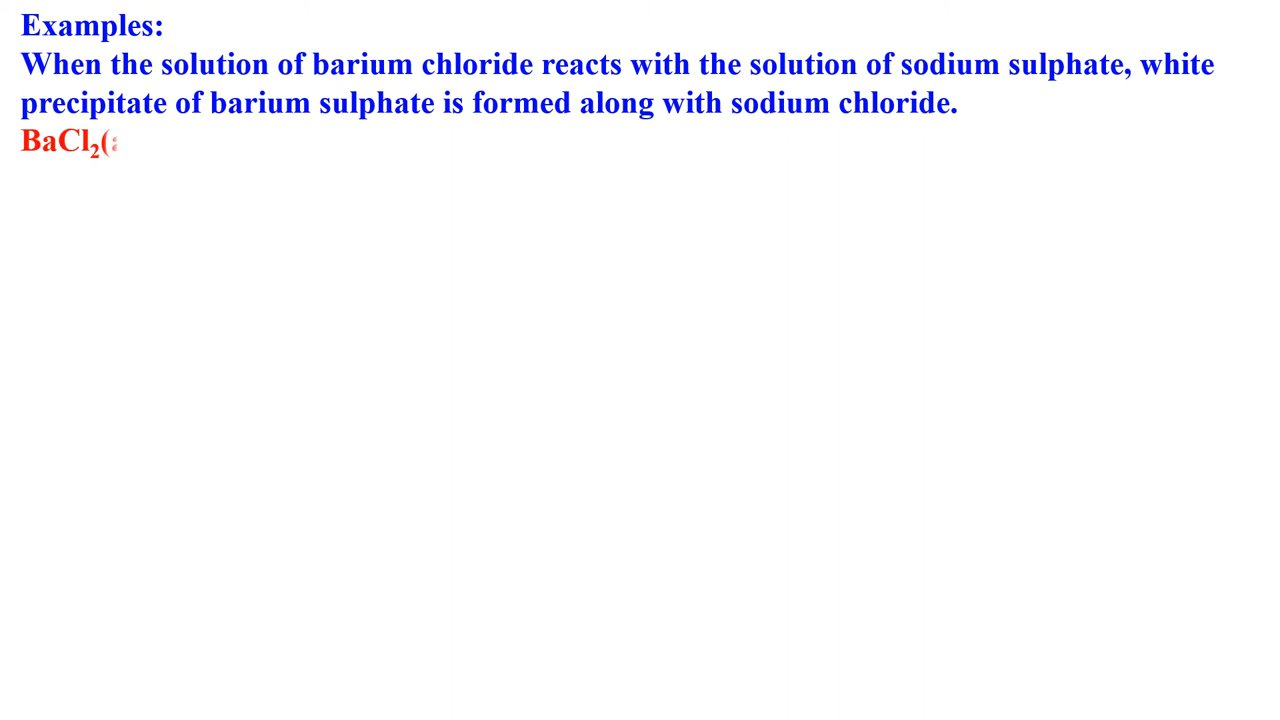 Examples:
When the solution of barium chloride reacts with the solution of sodium sulphate, white
precipitate of barium sulphate is formed along with sodium chloride.
BaCl₂(